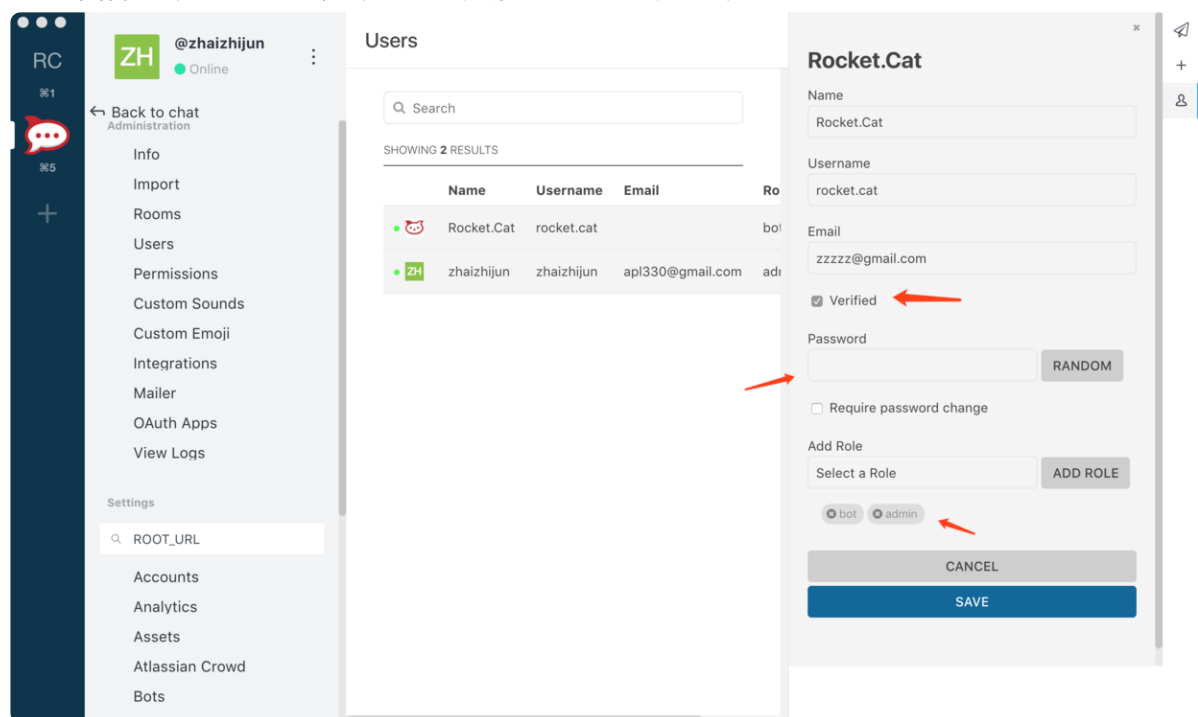 RC
⌘1
⌘5
ZH
@zhaizhijun
Online
Back to chat
Administration
Info
Import
Rooms
Users
Permissions
Custom Sounds
Custom Emoji
Integrations
Mailer
OAuth Apps
View Logs
Settings
ROOT_URL
Accounts
Analytics
Assets
Atlassian Crowd
Bots
Users
Search
SHOWING 2 RESULTS
Name Username Email Ro
Rocket.Cat rocket.cat bot
ZH zhaizhijun zhaizhijun apl330@gmail.com adı
Rocket.Cat
Name
Rocket.Cat
Username
rocket.cat
Email
zzzzz@gmail.com
Verified
Password
RANDOM
Require password change
Add Role
Select a Role ADD ROLE
bot admin
CANCEL
SAVE